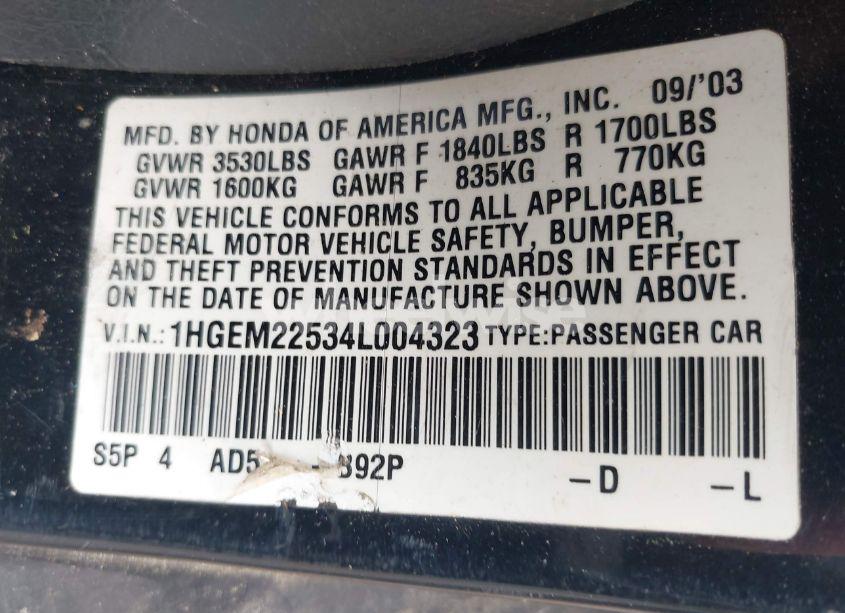 MFD. BY HONDA OF AMERICA MFG., INC. 09/'03
GVWR 3530LBS GAWR F 1840LBS R 1700LBS
GVWR 1600KG GAWR F 835KG R 770KG
THIS VEHICLE CONFORMS TO ALL APPLICABLE
FEDERAL MOTOR VEHICLE SAFETY, BUMPER,
AND THEFT PREVENTION STANDARDS IN EFFECT
ON THE DATE OF MANUFACTURE SHOWN ABOVE.
V.I.N.: 1HGEM22534L004323 TYPE:PASSENGER CAR
S5P 4 AD5 - B92P -D -L